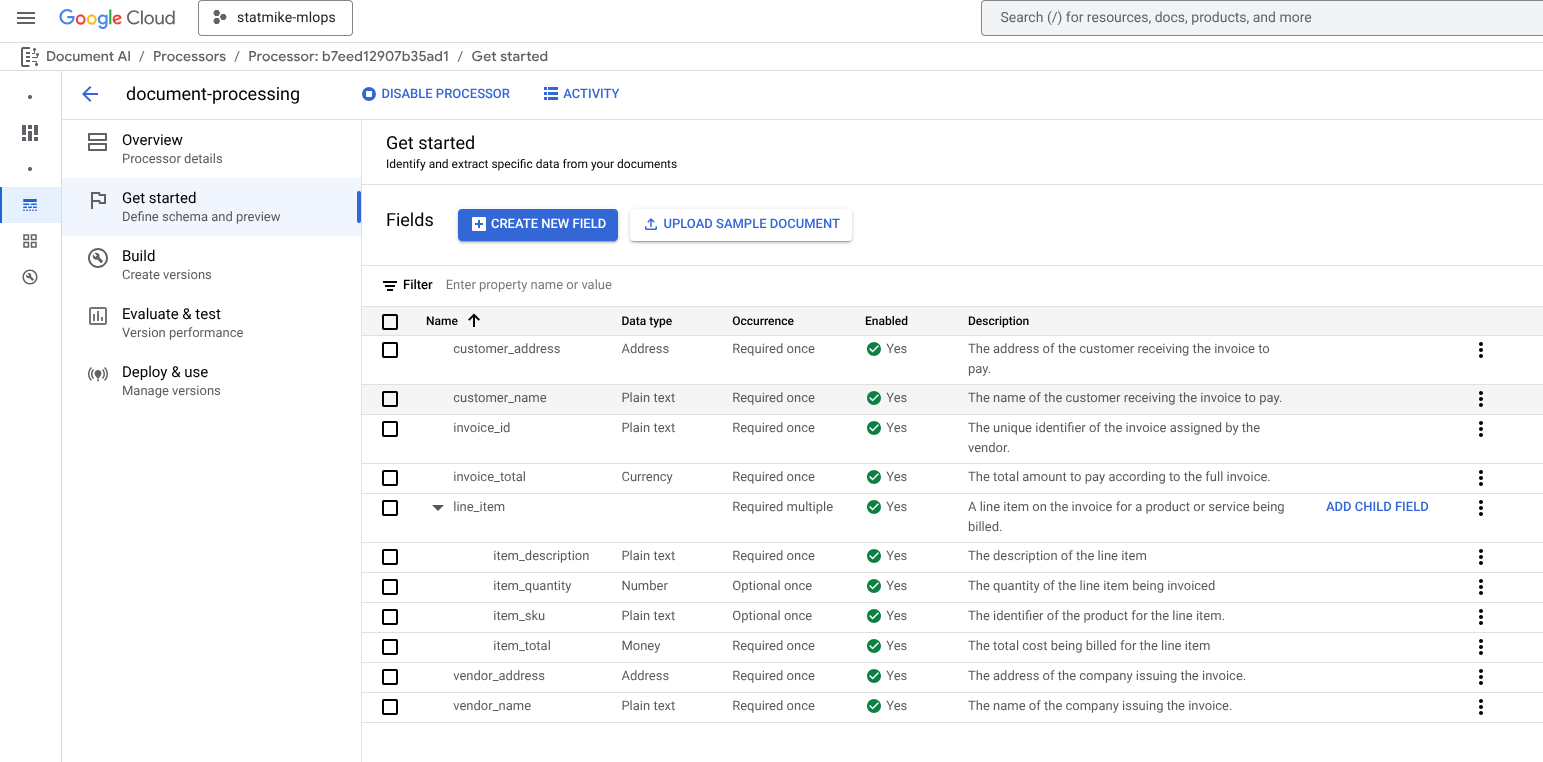 Google Cloud
statmike-mlops
Search (/) for resources, docs, products, and more
Document AI / Processors / Processor: b7eed12907b35ad1 / Get started
document-processing
DISABLE PROCESSOR
ACTIVITY
Overview
Processor details
Get started
Define schema and preview
Build
Create versions
Evaluate & test
Version performance
Deploy & use
Manage versions
Get started
Identify and extract specific data from your documents
Fields
CREATE NEW FIELD
UPLOAD SAMPLE DOCUMENT
Filter Enter property name or value
Name Data type Occurrence Enabled Description
customer_address Address Required once Yes The address of the customer receiving the invoice to
pay.
customer_name Plain text Required once Yes The name of the customer receiving the invoice to pay.
invoice_id Plain text Required once Yes The unique identifier of the invoice assigned by the
vendor.
invoice_total Currency Required once Yes The total amount to pay according to the full invoice.
line_item Required multiple Yes A line item on the invoice for a product or service being
billed.
ADD CHILD FIELD
item_description Plain text Required once Yes The description of the line item
item_quantity Number Optional once Yes The quantity of the line item being invoiced
item_sku Plain text Optional once Yes The identifier of the product for the line item.
item_total Money Required once Yes The total cost being billed for the line item
vendor_address Address Required once Yes The address of the company issuing the invoice.
vendor_name Plain text Required once Yes The name of the company issuing the invoice.